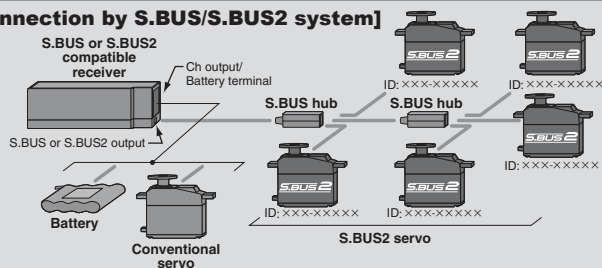 nnection by S.BUS/S.BUS2 system]
S.BUS or S.BUS2
compatible
receiver
Ch output/
Battery terminal
S.BUS or S.BUS2 output
S.BUS hub
S.BUS hub
S.BUS2
ID: ×××-×××××
S.BUS2
ID: ×××-×××××
S.BUS2
ID: ×××-×××××
S.BUS2
ID: ×××-×××××
S.BUS2
ID: ×××-×××××
Battery
Conventional
servo
S.BUS2 servo